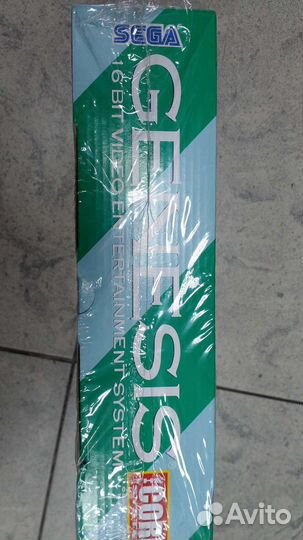 SEGA
GENESIS
16 BIT VIDEO ENTERTAINMENT SYSTEM
Avito